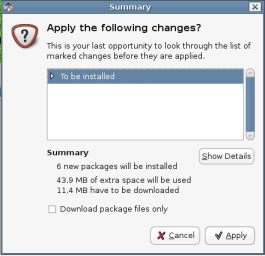 Summary
Apply the following changes?
This is your last opportunity to look through the list of
marked changes before they are applied.
To be installed
Summary
6 new packages will be installed
43.9 MB of extra space will be used
11.4 MB have to be downloaded
Show Details
Download package files only
Cancel
Apply